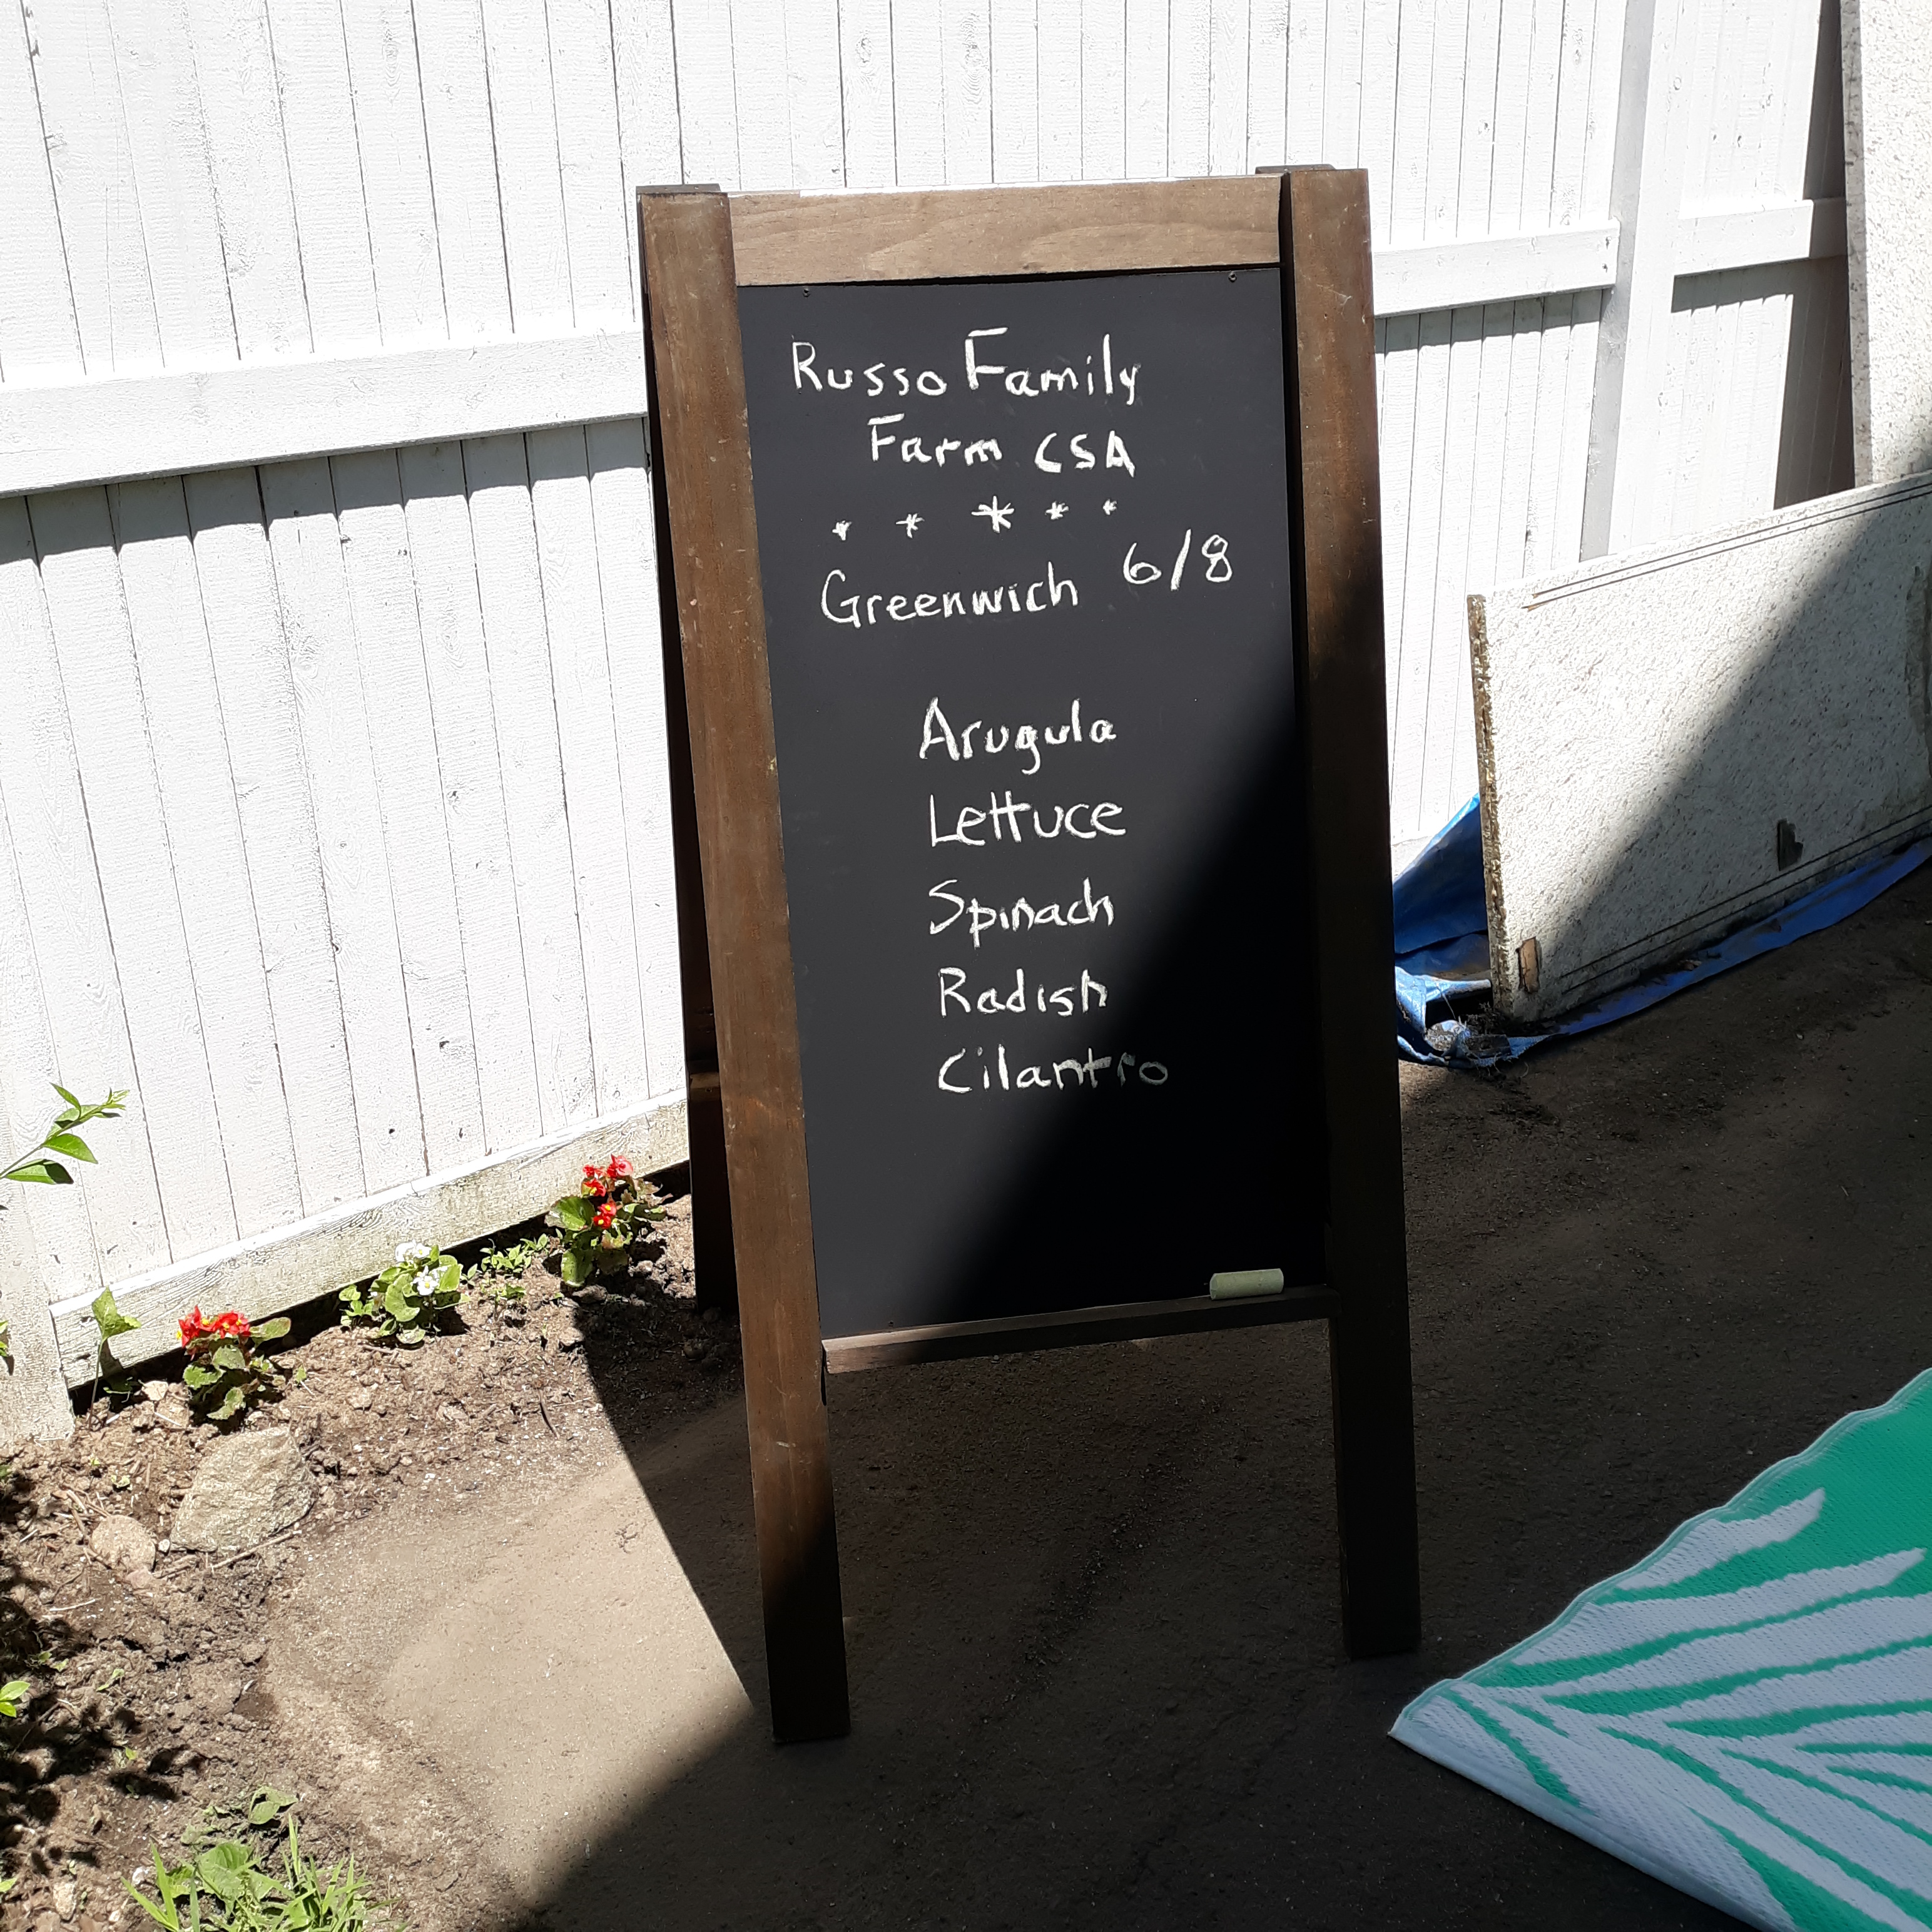 Russo Family
Farm CSA
* * * * *
Greenwich 6/8
Arugula
Lettuce
Spinach
Radish
Cilantro